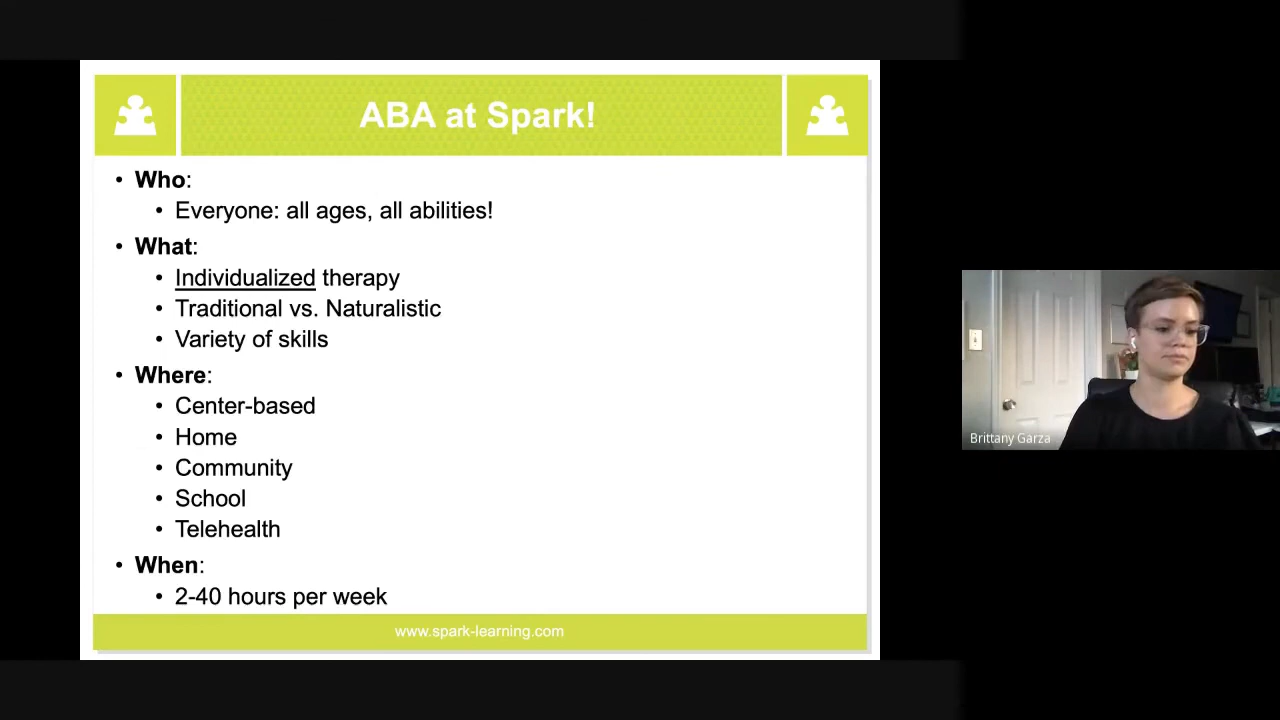 ABA at Spark!
• Who:
• Everyone: all ages, all abilities!
• What:
• Individualized therapy
• Traditional vs. Naturalistic
• Variety of skills
• Where:
• Center-based
• Home
• Community
• School
• Telehealth
• When:
• 2-40 hours per week
www.spark-learning.com
Brittany Garza